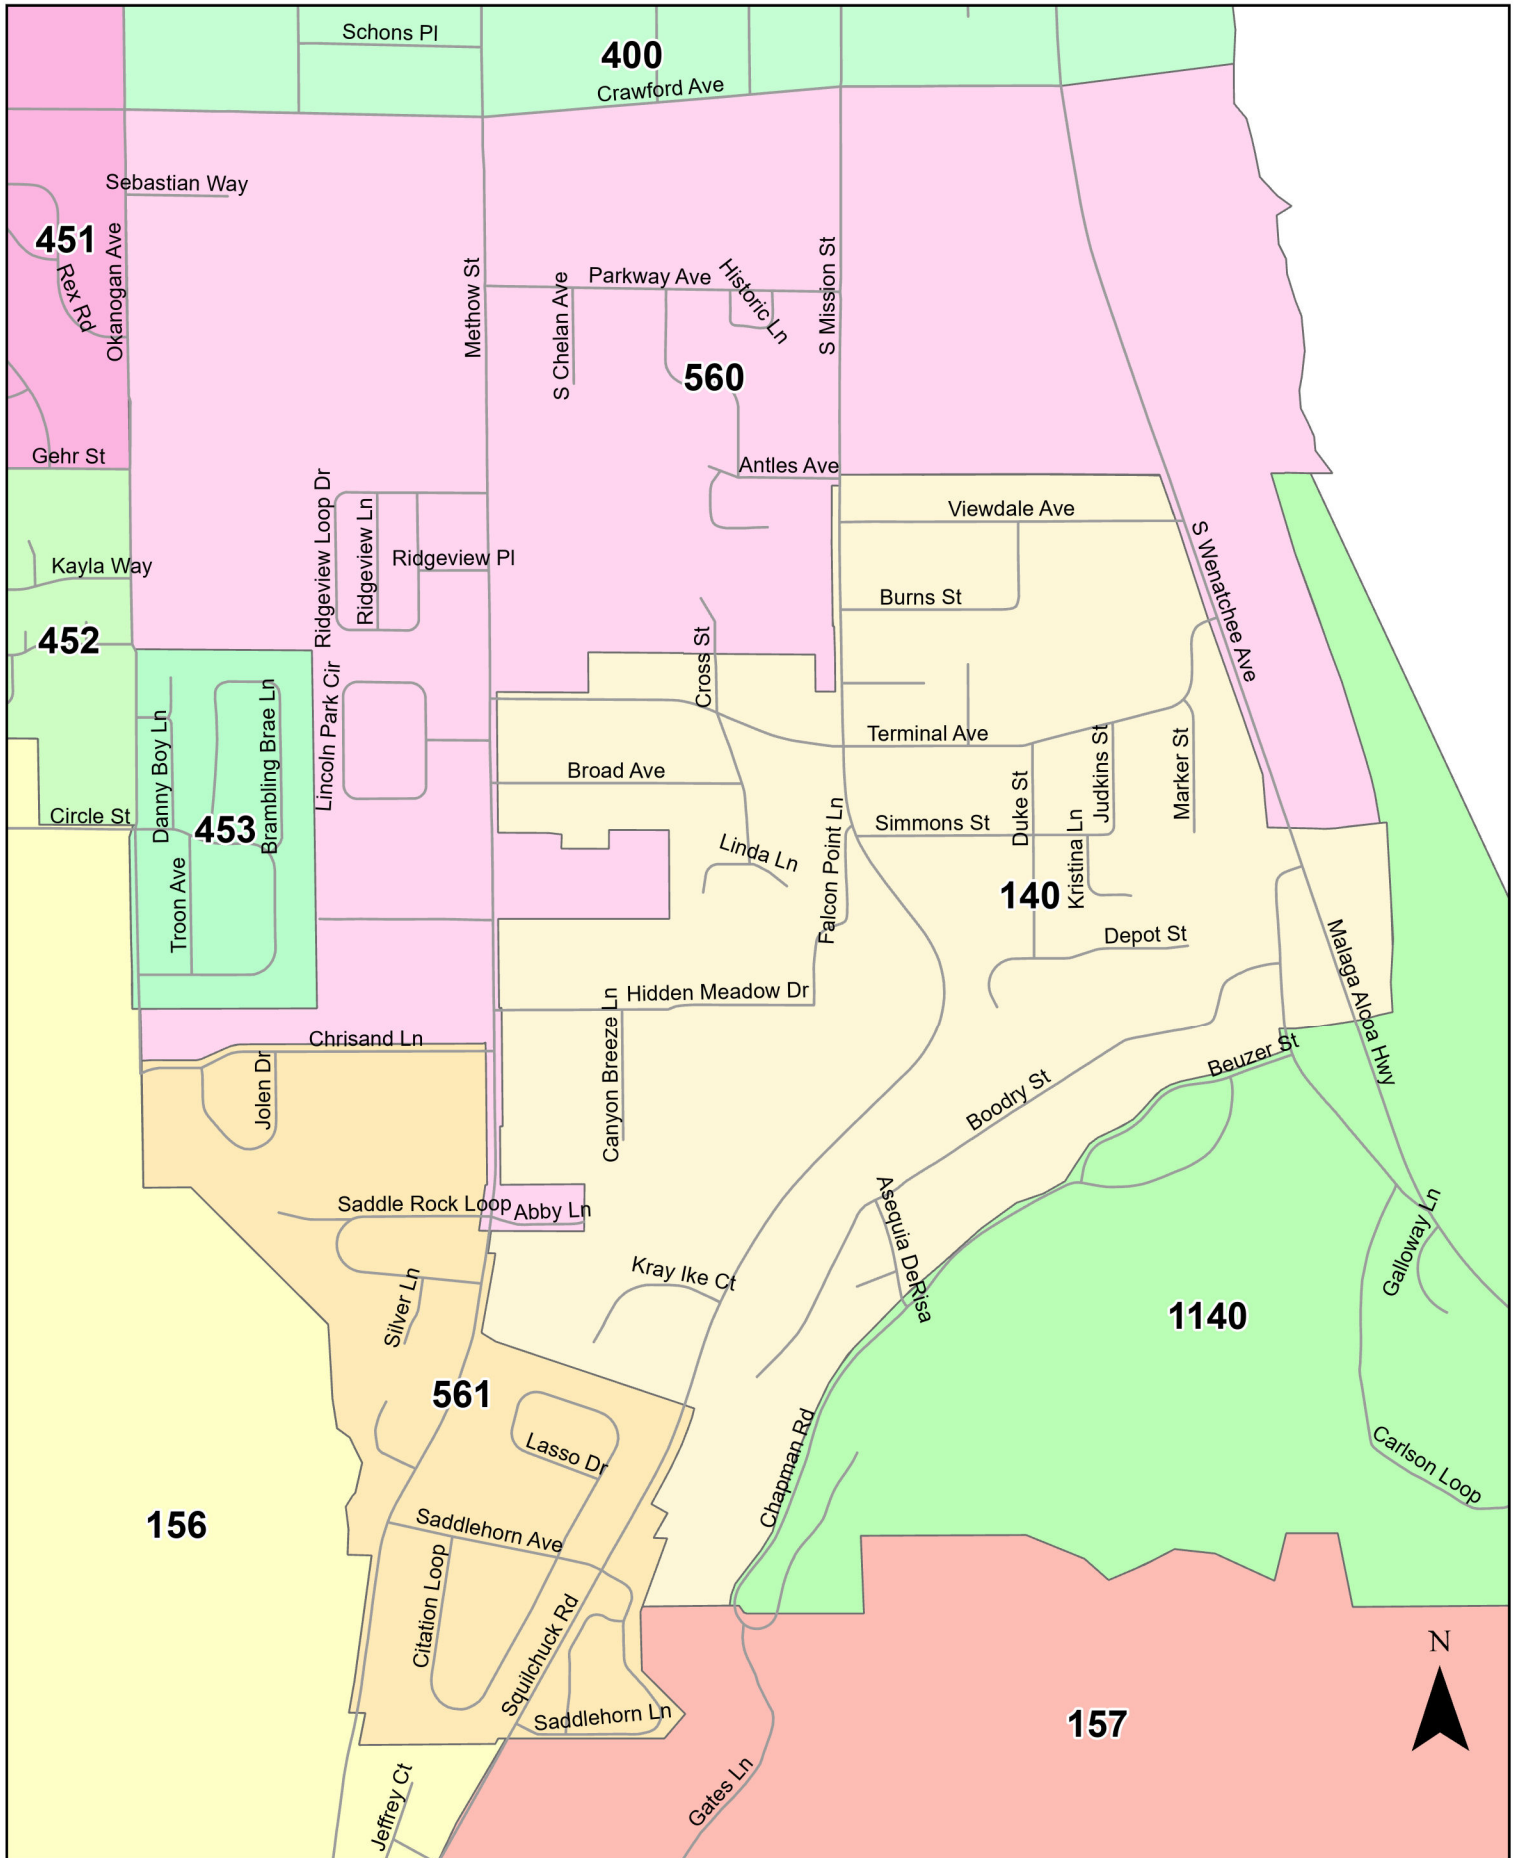 Schons Pl
400
Crawford Ave
Sebastian Way
451
Rex Rd
Okanogan Ave
Methow St
S Chelan Ave
Parkway Ave
Historic Ln
S Mission St
560
Gehr St
Antles Ave
Ridgeview Loop Dr
Ridgeview Ln
Ridgeview Pl
Viewdale Ave
S Wenatchee Ave
Kayla Way
Burns St
452
Cross St
Lincoln Park Cir
Danny Boy Ln
Brambling Brae Ln
Terminal Ave
Broad Ave
Duke St
Judkins St
Marker St
Circle St
453
Falcon Point Ln
Simmons St
Kristina Ln
Linda Ln
Troon Ave
140
Depot St
Malaga Alcoa Hwy
Hidden Meadow Dr
Canyon Breeze Ln
Chrisand Ln
Jolen Dr
Beuzer St
Boodry St
Saddle Rock Loop
Abby Ln
Asequia DeRisa
Galloway Ln
Kray Ike Ct
Silver Ln
1140
561
Lasso Dr
Chapman Rd
Carlson Loop
156
Saddlehorn Ave
Citation Loop
Squilchuck Rd
N
Saddlehorn Ln
157
Jeffrey Ct
Gates Ln